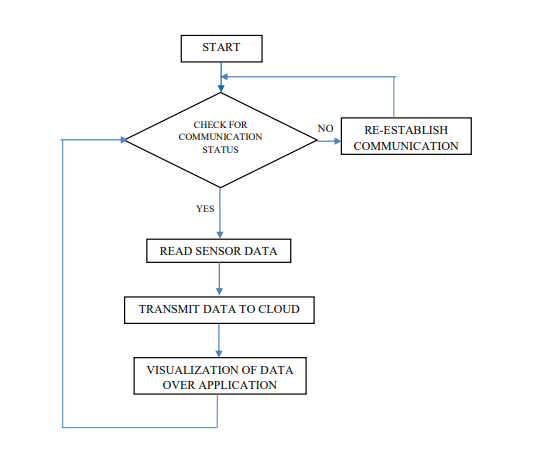 START
CHECK FOR
COMMUNICATION
STATUS
NO
RE-ESTABLISH
COMMUNICATION
YES
READ SENSOR DATA
TRANSMIT DATA TO CLOUD
VISUALIZATION OF DATA
OVER APPLICATION